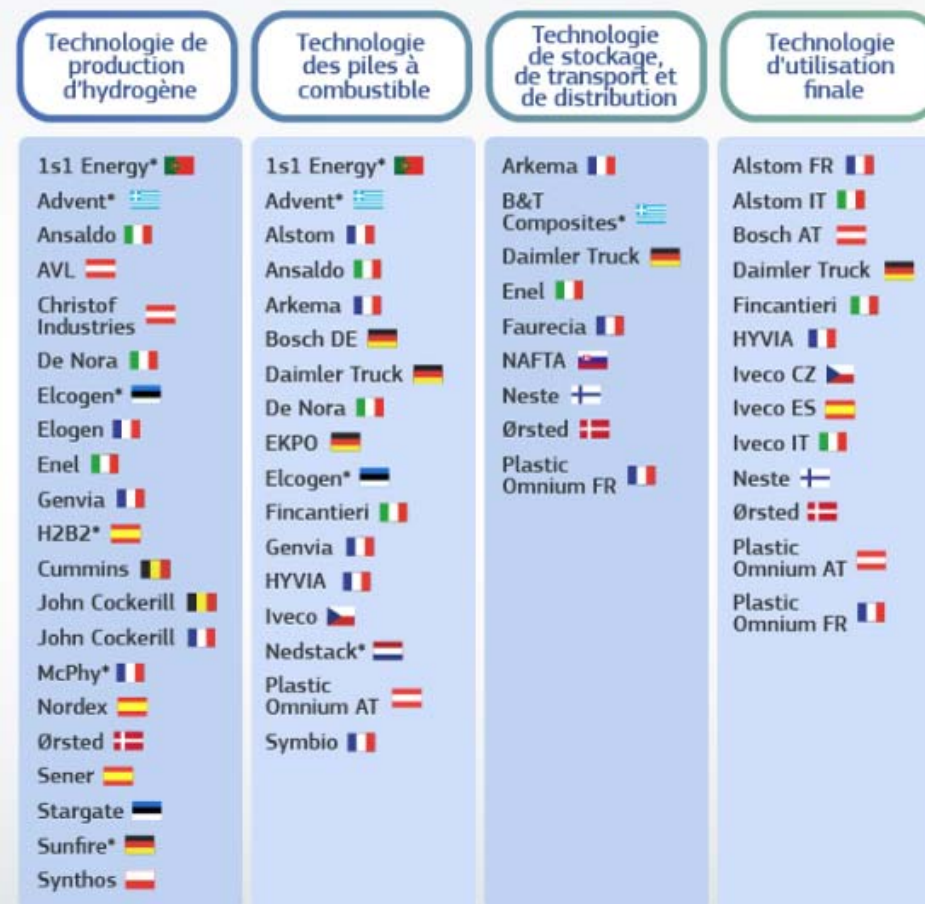 Technologie de
production
d'hydrogène
1s1 Energy*
Advent*
Ansaldo
AVL
Christof
Industries
De Nora
Elcogen*
Elogen
Enel
Genvia
H2B2*
Cummins
John Cockerill
John Cockerill
McPhy*
Nordex
Ørsted
Sener
Stargate
Sunfire*
Synthos
Technologie
des piles à
combustible
1s1 Energy*
Advent*
Alstom
Ansaldo
Arkema
Bosch DE
Daimler Truck
De Nora
EKPO
Elcogen*
Fincantieri
Genvia
HYVIA
Iveco
Nedstack*
Plastic
Omnium AT
Symbio
Technologie
de stockage,
de transport et
de distribution
Arkema
B&T
Composites*
Daimler Truck
Enel
Faurecia
NAFTA
Neste
Ørsted
Plastic
Omnium FR
Technologie
d'utilisation
finale
Alstom FR
Alstom IT
Bosch AT
Daimler Truck
Fincantieri
HYVIA
Iveco CZ
Iveco ES
Iveco IT
Neste
Ørsted
Plastic
Omnium AT
Plastic
Omnium FR